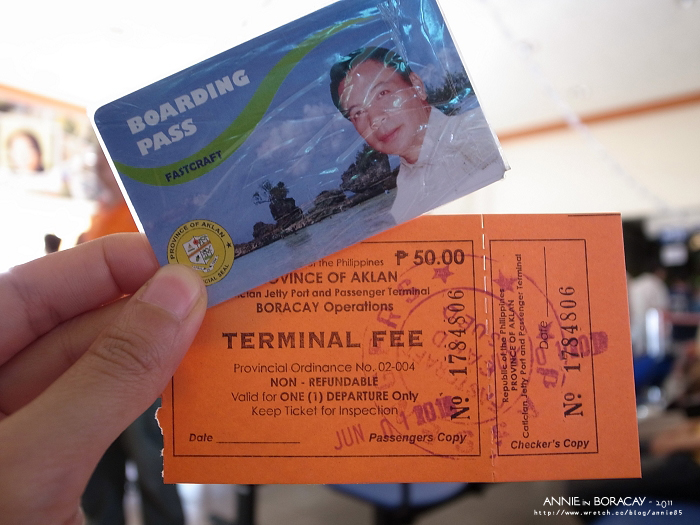 BOARDING
PASS
FASTCRAFT
PROVINCE OF AKLAN
of the Philippines
₱ 50.00
OVINCE OF AKLAN
Jetty Port and Passenger Terminal
BORACAY Operations
TERMINAL FEE
Provincial Ordinance No. 02-004
NON - REFUNDABLE
Valid for ONE (1) DEPARTURE Only
Keep Ticket for Inspection
Date
Passengers Copy
Nº 1784806
JUN
Republic of the Philippines
PROVINCE OF AKLAN
Caticlan Jetty Port and Passenger Terminal
Date
Nº 1784806
Checker's Copy
ANNIE in BORACAY - 2011
http://www.wretch.cc/blog/annie85